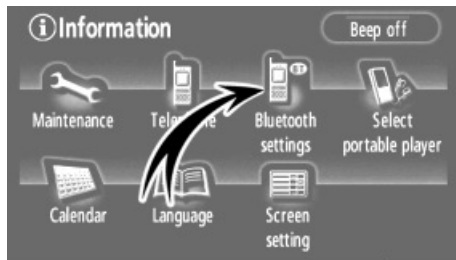 i Information
Beep off
BT
Maintenance
Telephone
Bluetooth
settings
Select
portable player
Calendar
Language
Screen
setting